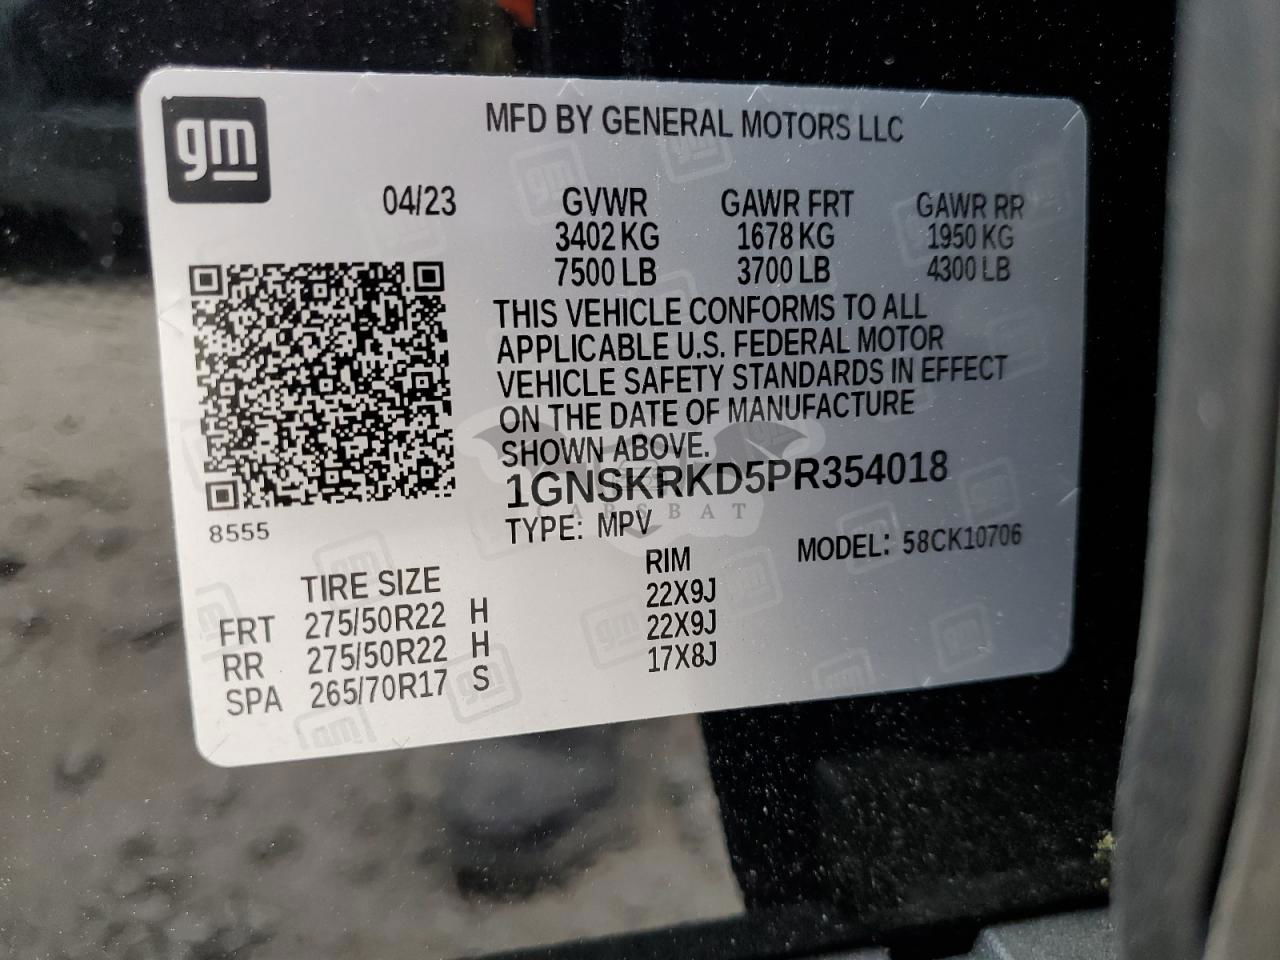 gm
MFD BY GENERAL MOTORS LLC
04/23 GVWR GAWR FRT GAWR RR
3402 KG 1678 KG 1950 KG
7500 LB 3700 LB 4300 LB
THIS VEHICLE CONFORMS TO ALL
APPLICABLE U.S. FEDERAL MOTOR
VEHICLE SAFETY STANDARDS IN EFFECT
ON THE DATE OF MANUFACTURE
SHOWN ABOVE.
1GNSKRKD5PR354018
CARSBAT
8555
TYPE: MPV MODEL: 58CK10706
TIRE SIZE RIM
FRT 275/50R22 H 22X9J
RR 275/50R22 H 22X9J
SPA 265/70R17 S 17X8J